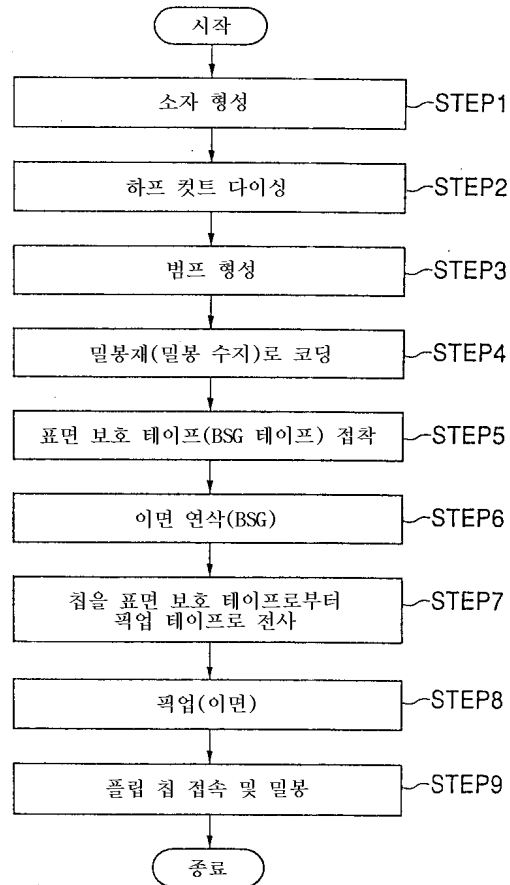 시작
소자 형성
STEP1
하프 컷트 다이싱
STEP2
범프 형성
STEP3
밀봉재(밀봉 수지)로 코딩
STEP4
표면 보호 테이프(BSG 테이프) 접착
STEP5
이면 연삭(BSG)
STEP6
칩을 표면 보호 테이프로부터
픽업 테이프로 전사
STEP7
픽업(이면)
STEP8
플립 칩 접속 및 밀봉
STEP9
종료